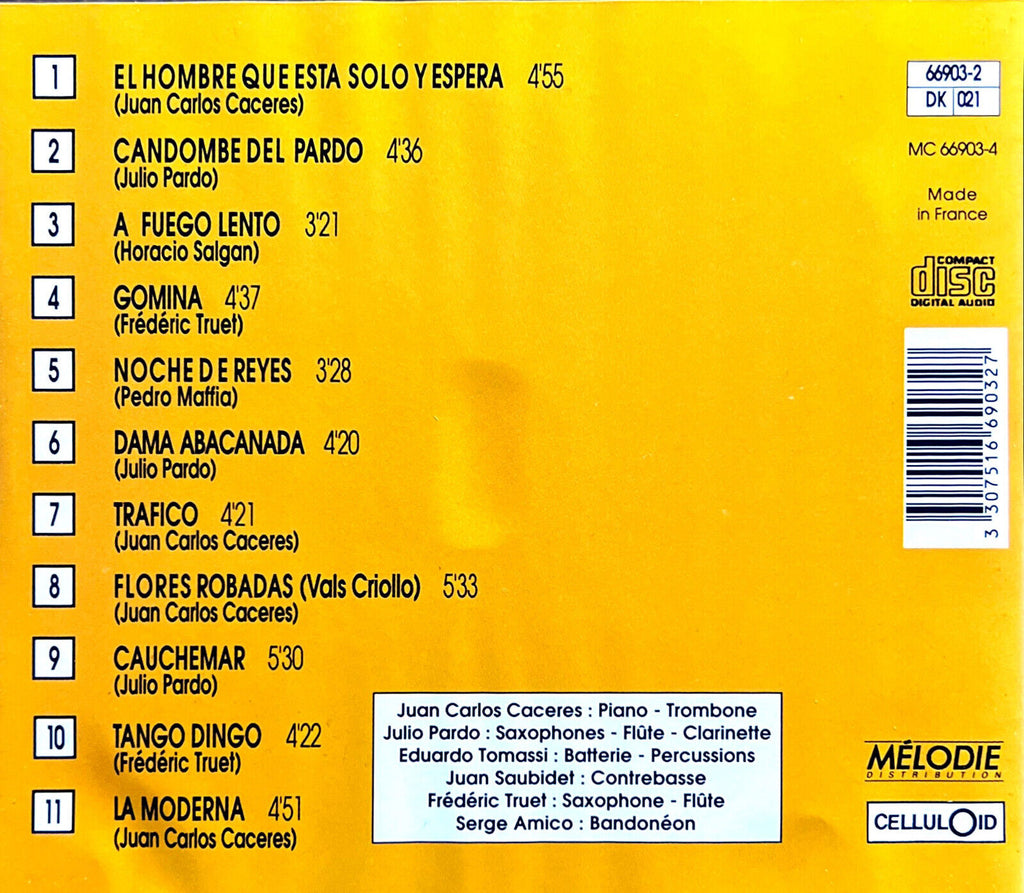 1 EL HOMBRE QUE ESTA SOLO Y ESPERA 4'55
(Juan Carlos Caceres)
2 CANDOMBE DEL PARDO 4'36
(Julio Pardo)
3 A FUEGO LENTO 3'21
(Horacio Salgan)
4 GOMINA 4'37
(Frédéric Truet)
5 NOCHE DE REYES 3'28
(Pedro Maffia)
6 DAMA ABACANADA 4'20
(Julio Pardo)
7 TRAFICO 4'21
(Juan Carlos Caceres)
8 FLORES ROBADAS (Vals Criollo) 5'33
(Juan Carlos Caceres)
9 CAUCHEMAR 5'30
(Julio Pardo)
10 TANGO DINGO 4'22
(Frédéric Truet)
11 LA MODERNA 4'51
(Juan Carlos Caceres)
Juan Carlos Caceres : Piano - Trombone
Julio Pardo : Saxophones - Flûte - Clarinette
Eduardo Tomassi : Batterie - Percussions
Juan Saubidet : Contrebasse
Frédéric Truet : Saxophone - Flûte
Serge Amico : Bandonéon
66903-2
DK 021
MC 66903-4
Made
in France
COMPACT
disc
DIGITAL AUDIO
3 307516 690327
MÉLODIE
DISTRIBUTION
CELLULOID